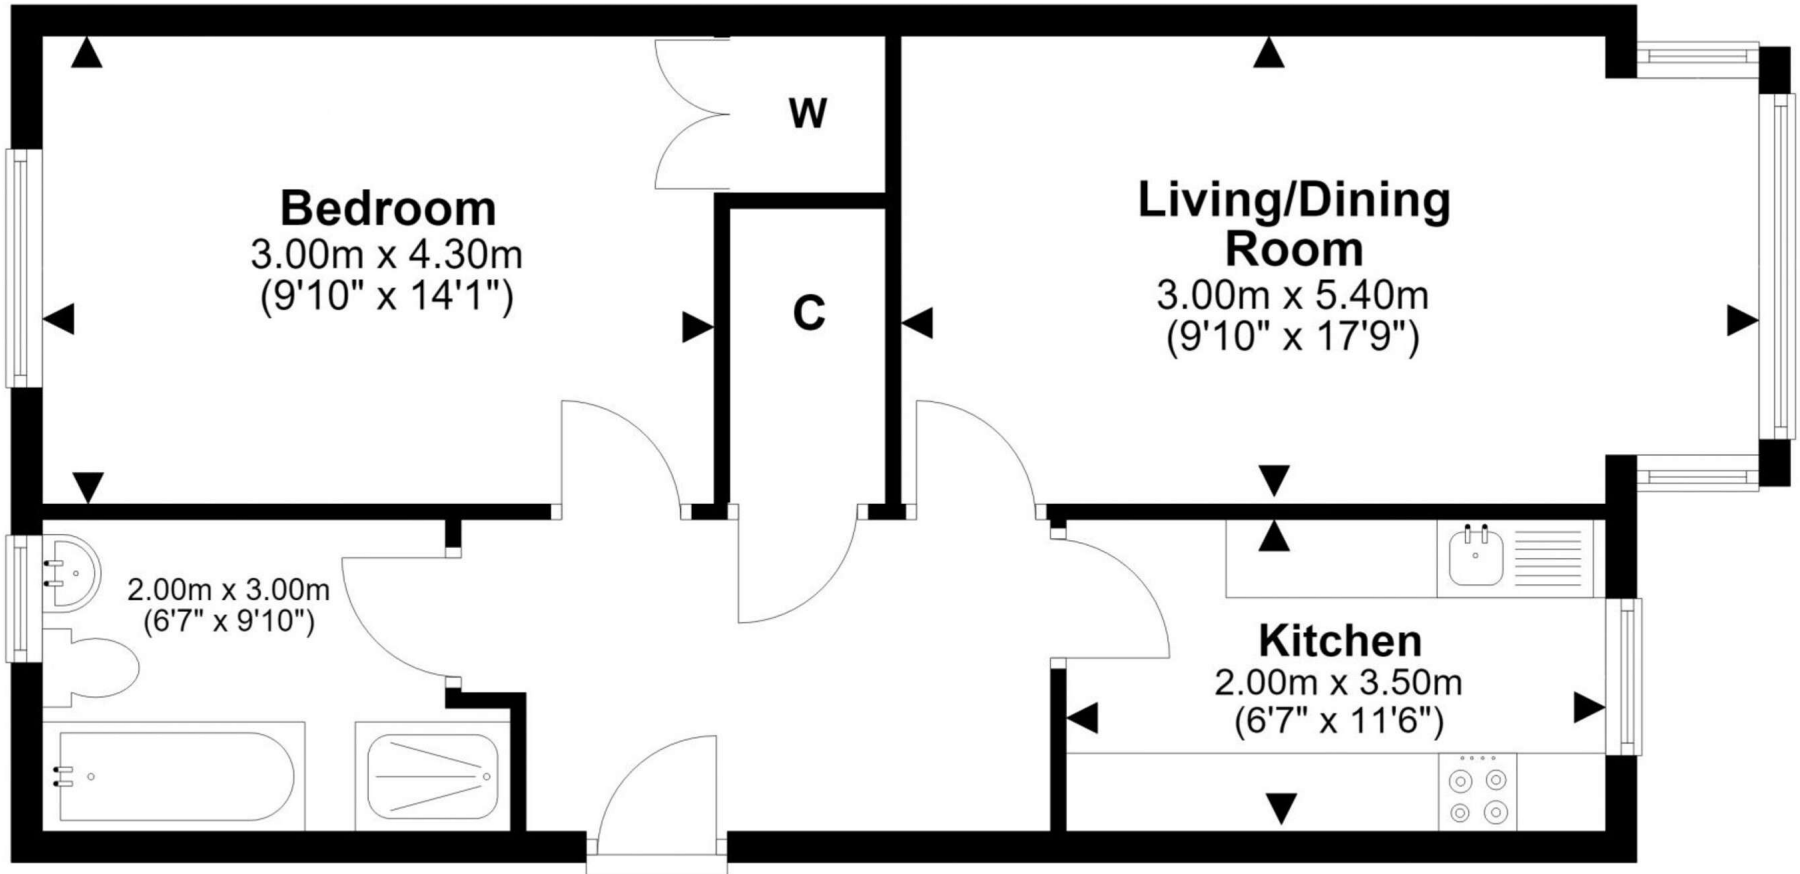 Bedroom
3.00m x 4.30m
(9'10" x 14'1")
W
C
Living/Dining
Room
3.00m x 5.40m
(9'10" x 17'9")
2.00m x 3.00m
(6'7" x 9'10")
Kitchen
2.00m x 3.50m
(6'7" x 11'6")